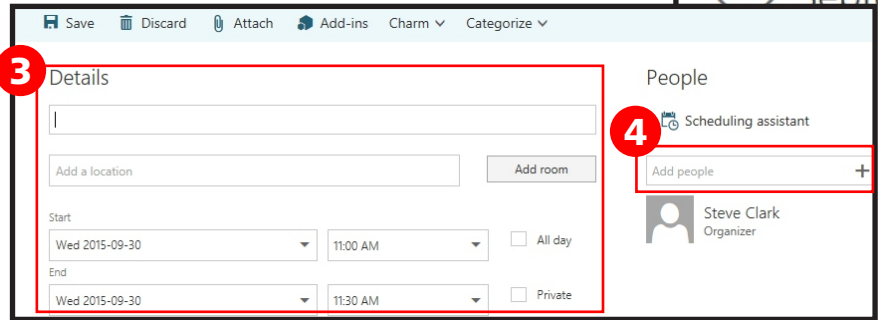 Save Discard Attach Add-ins Charm Categorize
3
Details
Add a location
Add room
Start
Wed 2015-09-30 11:00 AM All day
End
Wed 2015-09-30 11:30 AM Private
People
Scheduling assistant
4
Add people +
Steve Clark
Organizer